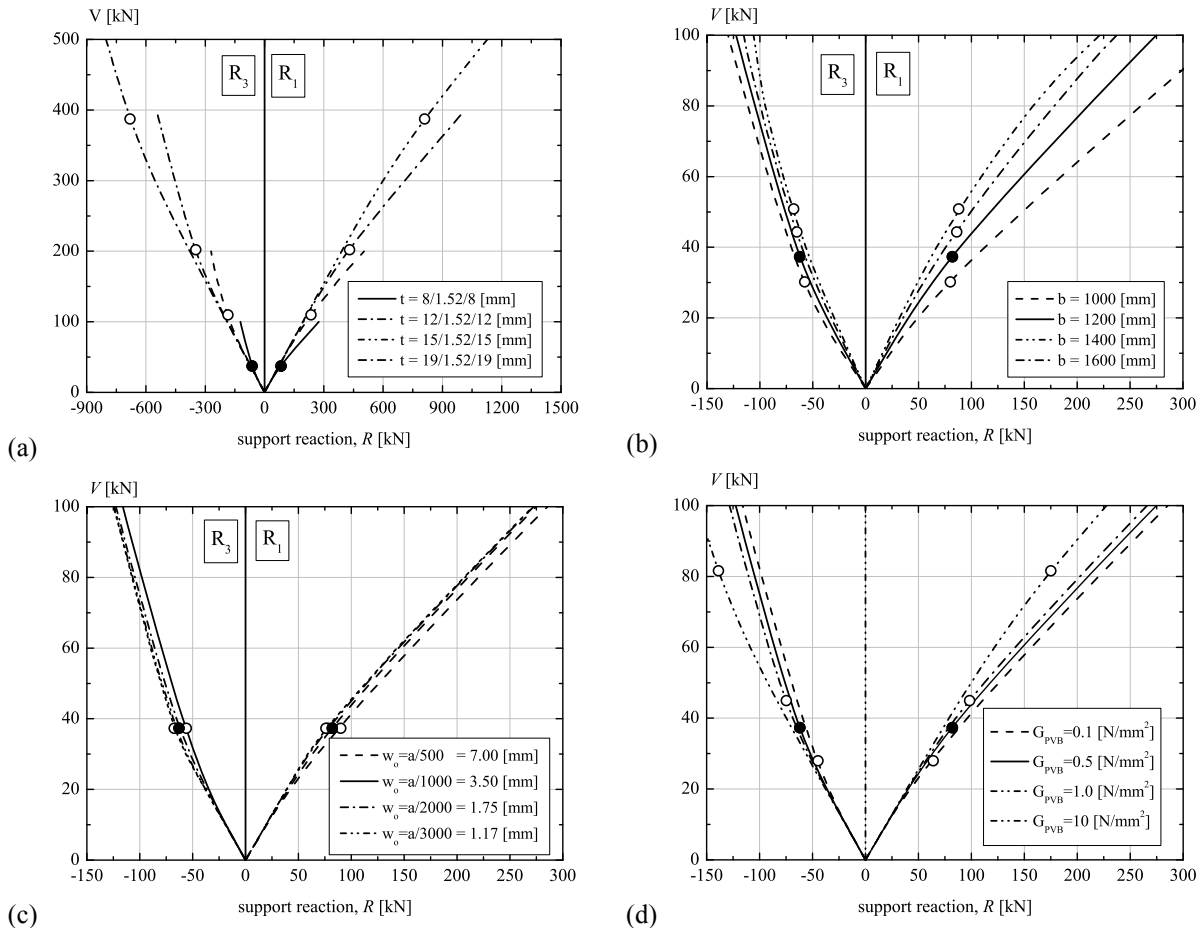 V [kN]
500
400
300
200
100
0
R3
R1
t = 8/1.52/8 [mm]
t = 12/1.52/12 [mm]
t = 15/1.52/15 [mm]
t = 19/1.52/19 [mm]
-900 -600 -300 0 300 600 900 1200 1500
support reaction, R [kN]
(a)
V [kN]
100
80
60
40
20
0
R3
R1
b = 1000 [mm]
b = 1200 [mm]
b = 1400 [mm]
b = 1600 [mm]
-150 -100 -50 0 50 100 150 200 250 300
support reaction, R [kN]
(b)
V [kN]
100
80
60
40
20
0
R3
R1
wo=a/500 = 7.00 [mm]
wo=a/1000 = 3.50 [mm]
wo=a/2000 = 1.75 [mm]
wo=a/3000 = 1.17 [mm]
-150 -100 -50 0 50 100 150 200 250 300
support reaction, R [kN]
(c)
V [kN]
100
80
60
40
20
0
GPVB=0.1 [N/mm²]
GPVB=0.5 [N/mm²]
GPVB=1.0 [N/mm²]
GPVB=10 [N/mm²]
-150 -100 -50 0 50 100 150 200 250 300
support reaction, R [kN]
(d)